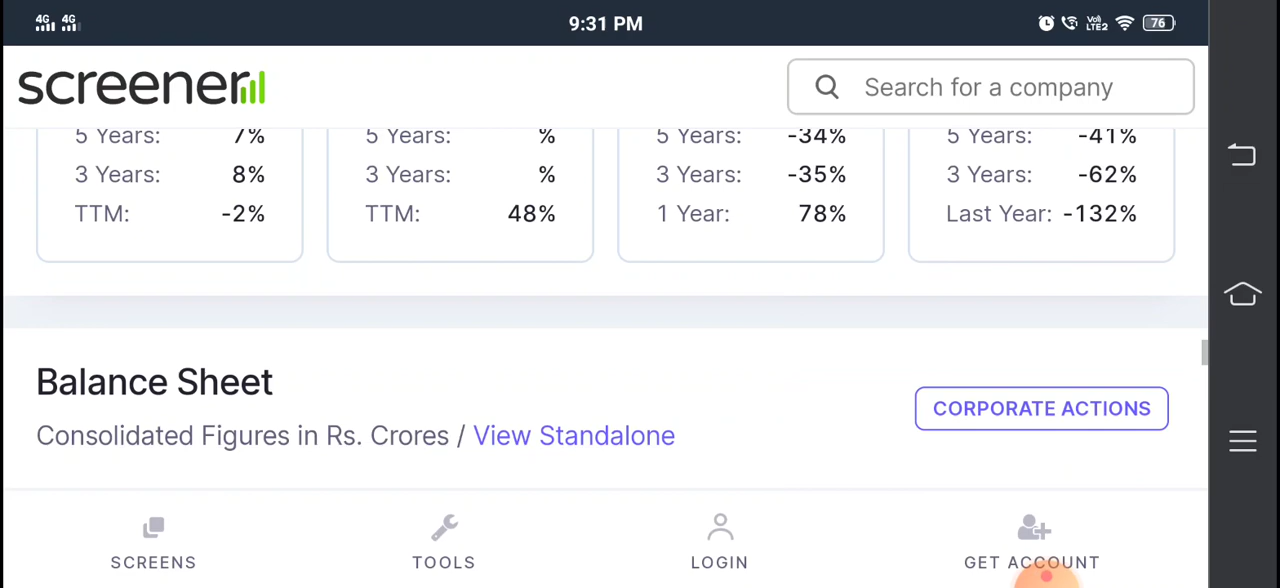 4G 4G 9:31 PM Vo)) LTE2 76
screener Search for a company
5 Years: 7% 5 Years: % 5 Years: -34% 5 Years: -41%
3 Years: 8% 3 Years: % 3 Years: -35% 3 Years: -62%
TTM: -2% TTM: 48% 1 Year: 78% Last Year: -132%
Balance Sheet
CORPORATE ACTIONS
Consolidated Figures in Rs. Crores / View Standalone
SCREENS TOOLS LOGIN GET ACCOUNT